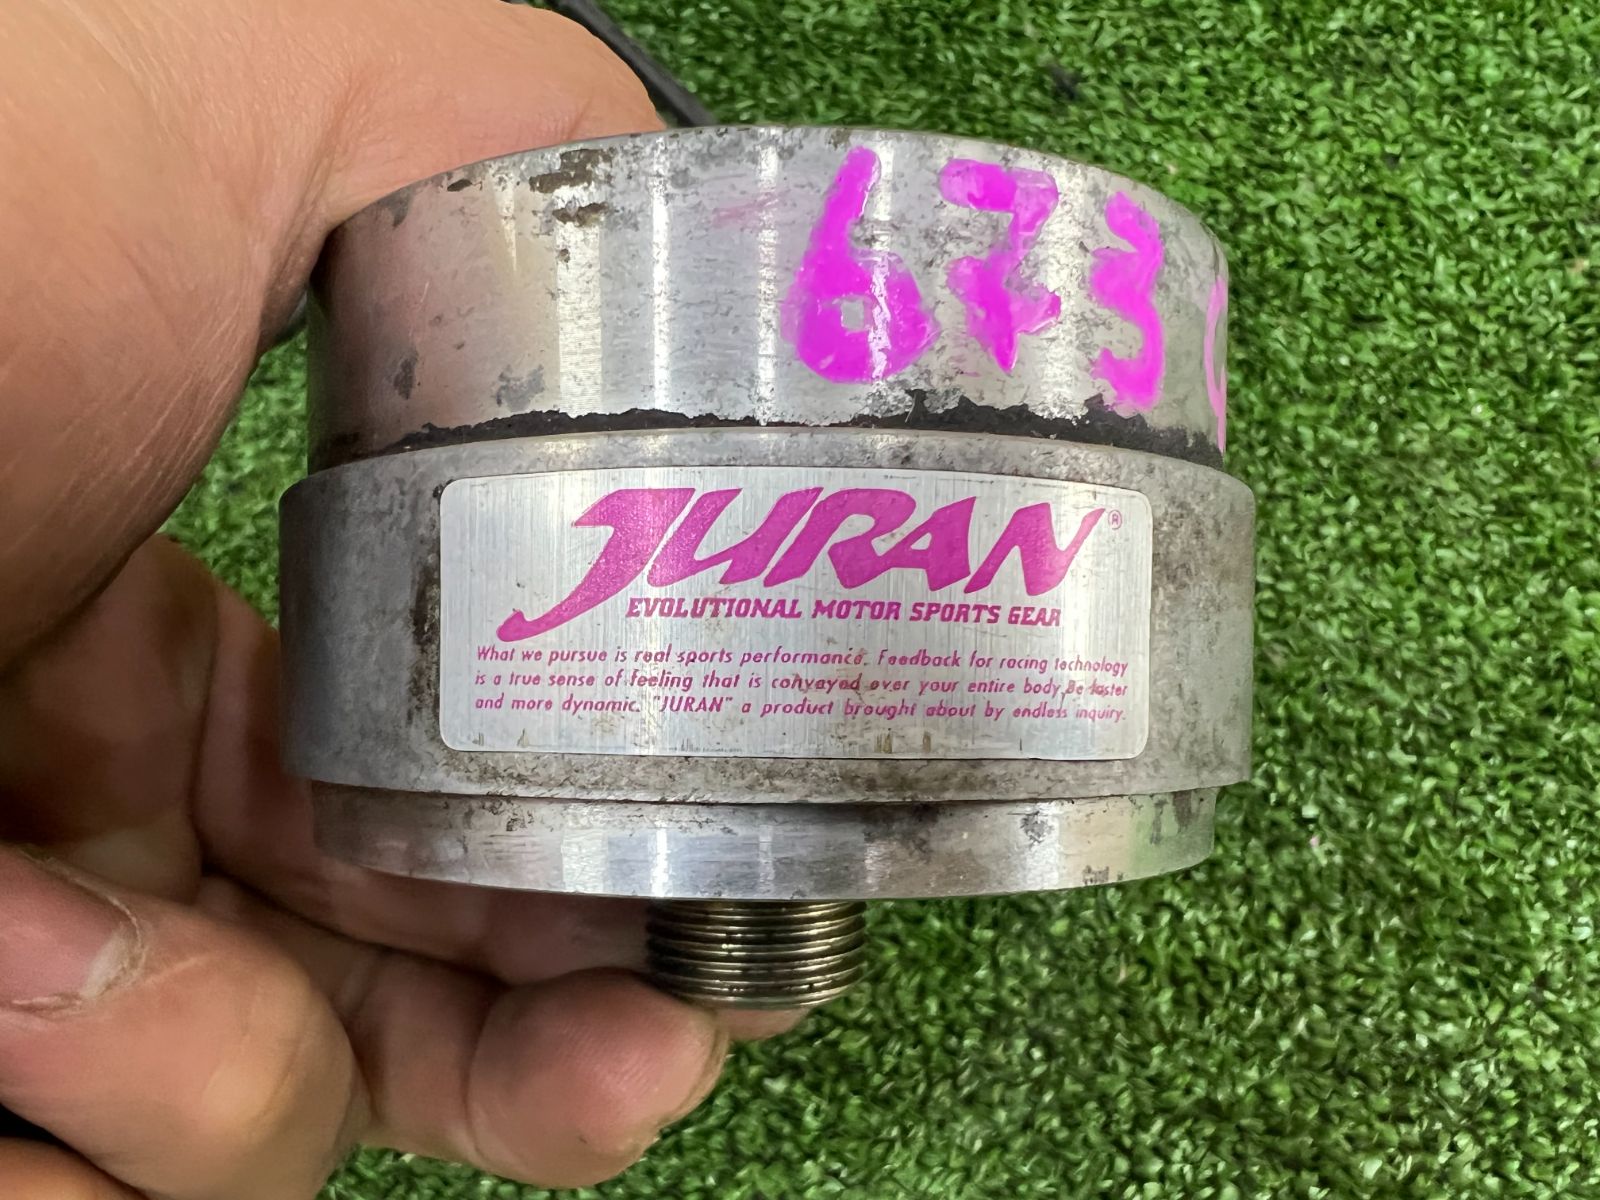 673
JURAN®
EVOLUTIONAL MOTOR SPORTS GEAR
What we pursue is real sports performance. Feedback for racing technology
is a true sense of feeling that is conveyed over your entire body. Be faster
and more dynamic. "JURAN" a product brought about by endless inquiry.